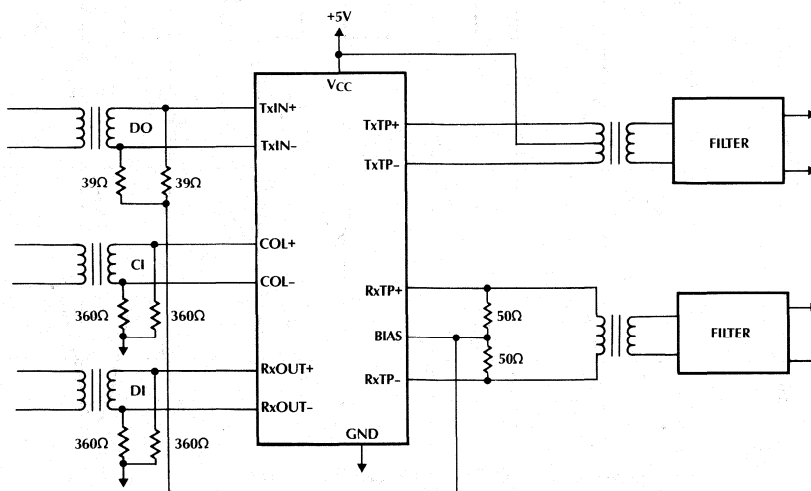 +5V
VCC
TxIN+
DO
TxIN–
39Ω
39Ω
TxTP+
TxTP–
FILTER
COL+
CI
COL–
360Ω
360Ω
RxTP+
50Ω
BIAS
50Ω
RxTP–
FILTER
RxOUT+
DI
RxOUT–
360Ω
360Ω
GND